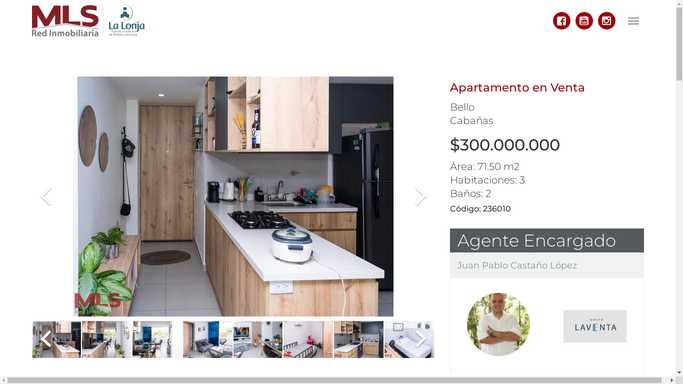 MLS
Red Inmobiliaria
La Lonja
Apartamento en Venta
Bello
Cabañas
$300.000.000
Área: 71.50 m2
Habitaciones: 3
Baños: 2
Código: 236010
MLS
Agente Encargado
Juan Pablo Castaño López
LAVENTA